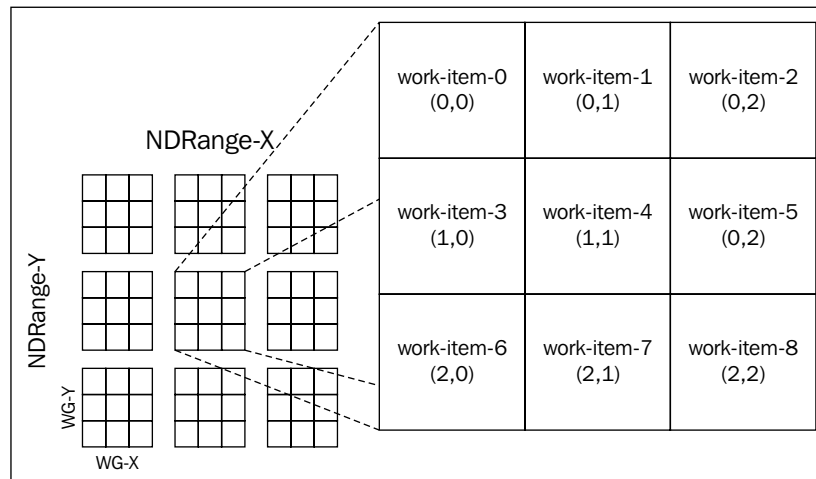 work-item-0 work-item-1 work-item-2
(0,0) (0,1) (0,2)
NDRange-X
work-item-3 work-item-4 work-item-5
(1,0) (1,1) (0,2)
NDRange-Y
work-item-6 work-item-7 work-item-8
(2,0) (2,1) (2,2)
WG-Y
WG-X